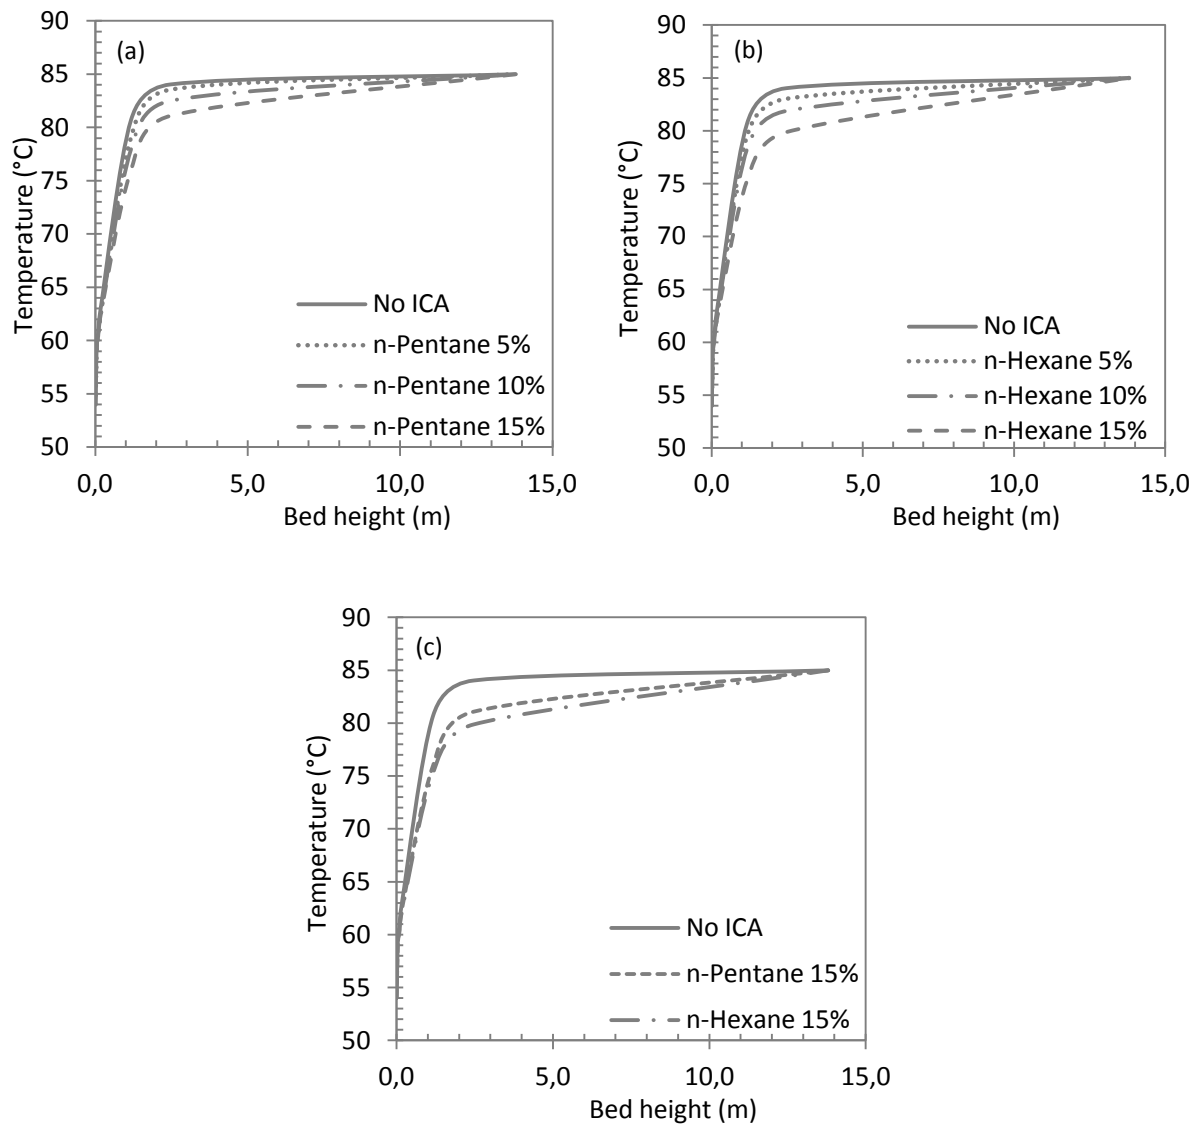 (a)
Temperature (°C)
90
85
80
75
70
65
60
55
50
No ICA
n-Pentane 5%
n-Pentane 10%
n-Pentane 15%
0,0 5,0 10,0 15,0
Bed height (m)
(b)
Temperature (°C)
90
85
80
75
70
65
60
55
50
No ICA
n-Hexane 5%
n-Hexane 10%
n-Hexane 15%
0,0 5,0 10,0 15,0
Bed height (m)
(c)
Temperature (°C)
90
85
80
75
70
65
60
55
50
No ICA
n-Pentane 15%
n-Hexane 15%
0,0 5,0 10,0 15,0
Bed height (m)